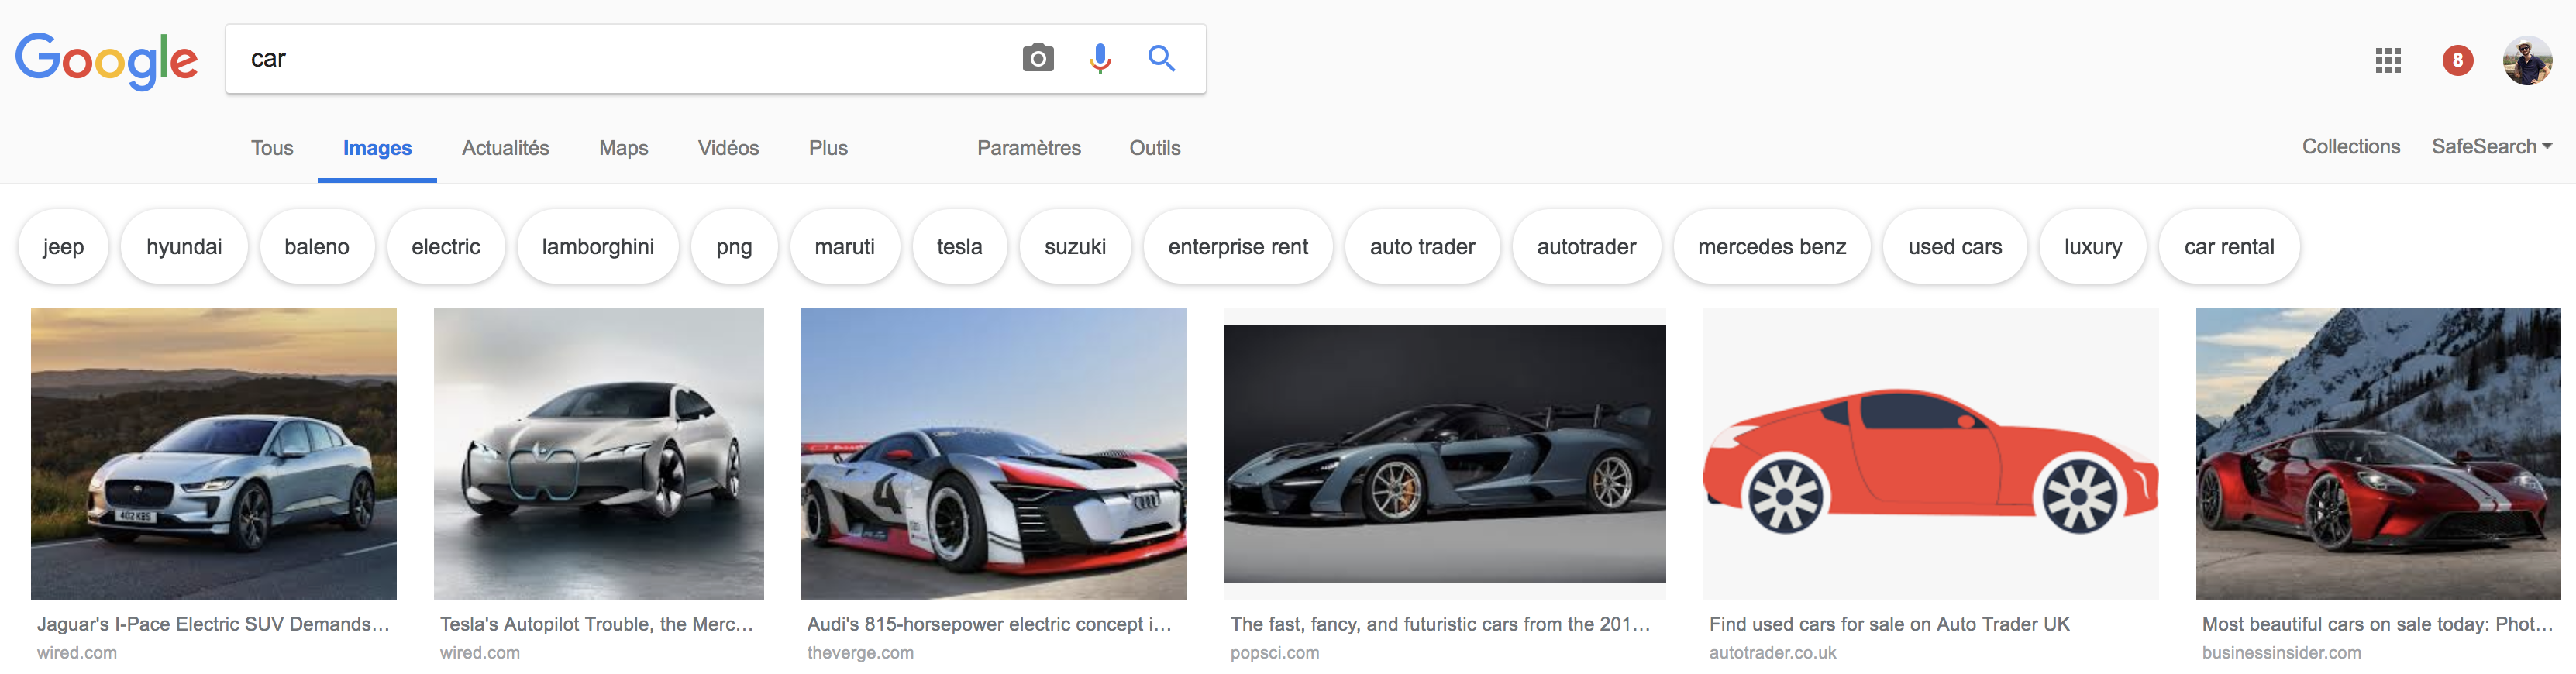 Google
car
8
Tous Images Actualités Maps Vidéos Plus Paramètres Outils Collections SafeSearch
jeep hyundai baleno electric lamborghini png maruti tesla suzuki enterprise rent auto trader autotrader mercedes benz used cars luxury car rental
402 KBS
4
Jaguar's I-Pace Electric SUV Demands... Tesla's Autopilot Trouble, the Merc... Audi's 815-horsepower electric concept i... The fast, fancy, and futuristic cars from the 201... Find used cars for sale on Auto Trader UK Most beautiful cars on sale today: Phot...
wired.com wired.com theverge.com popsci.com autotrader.co.uk businessinsider.com